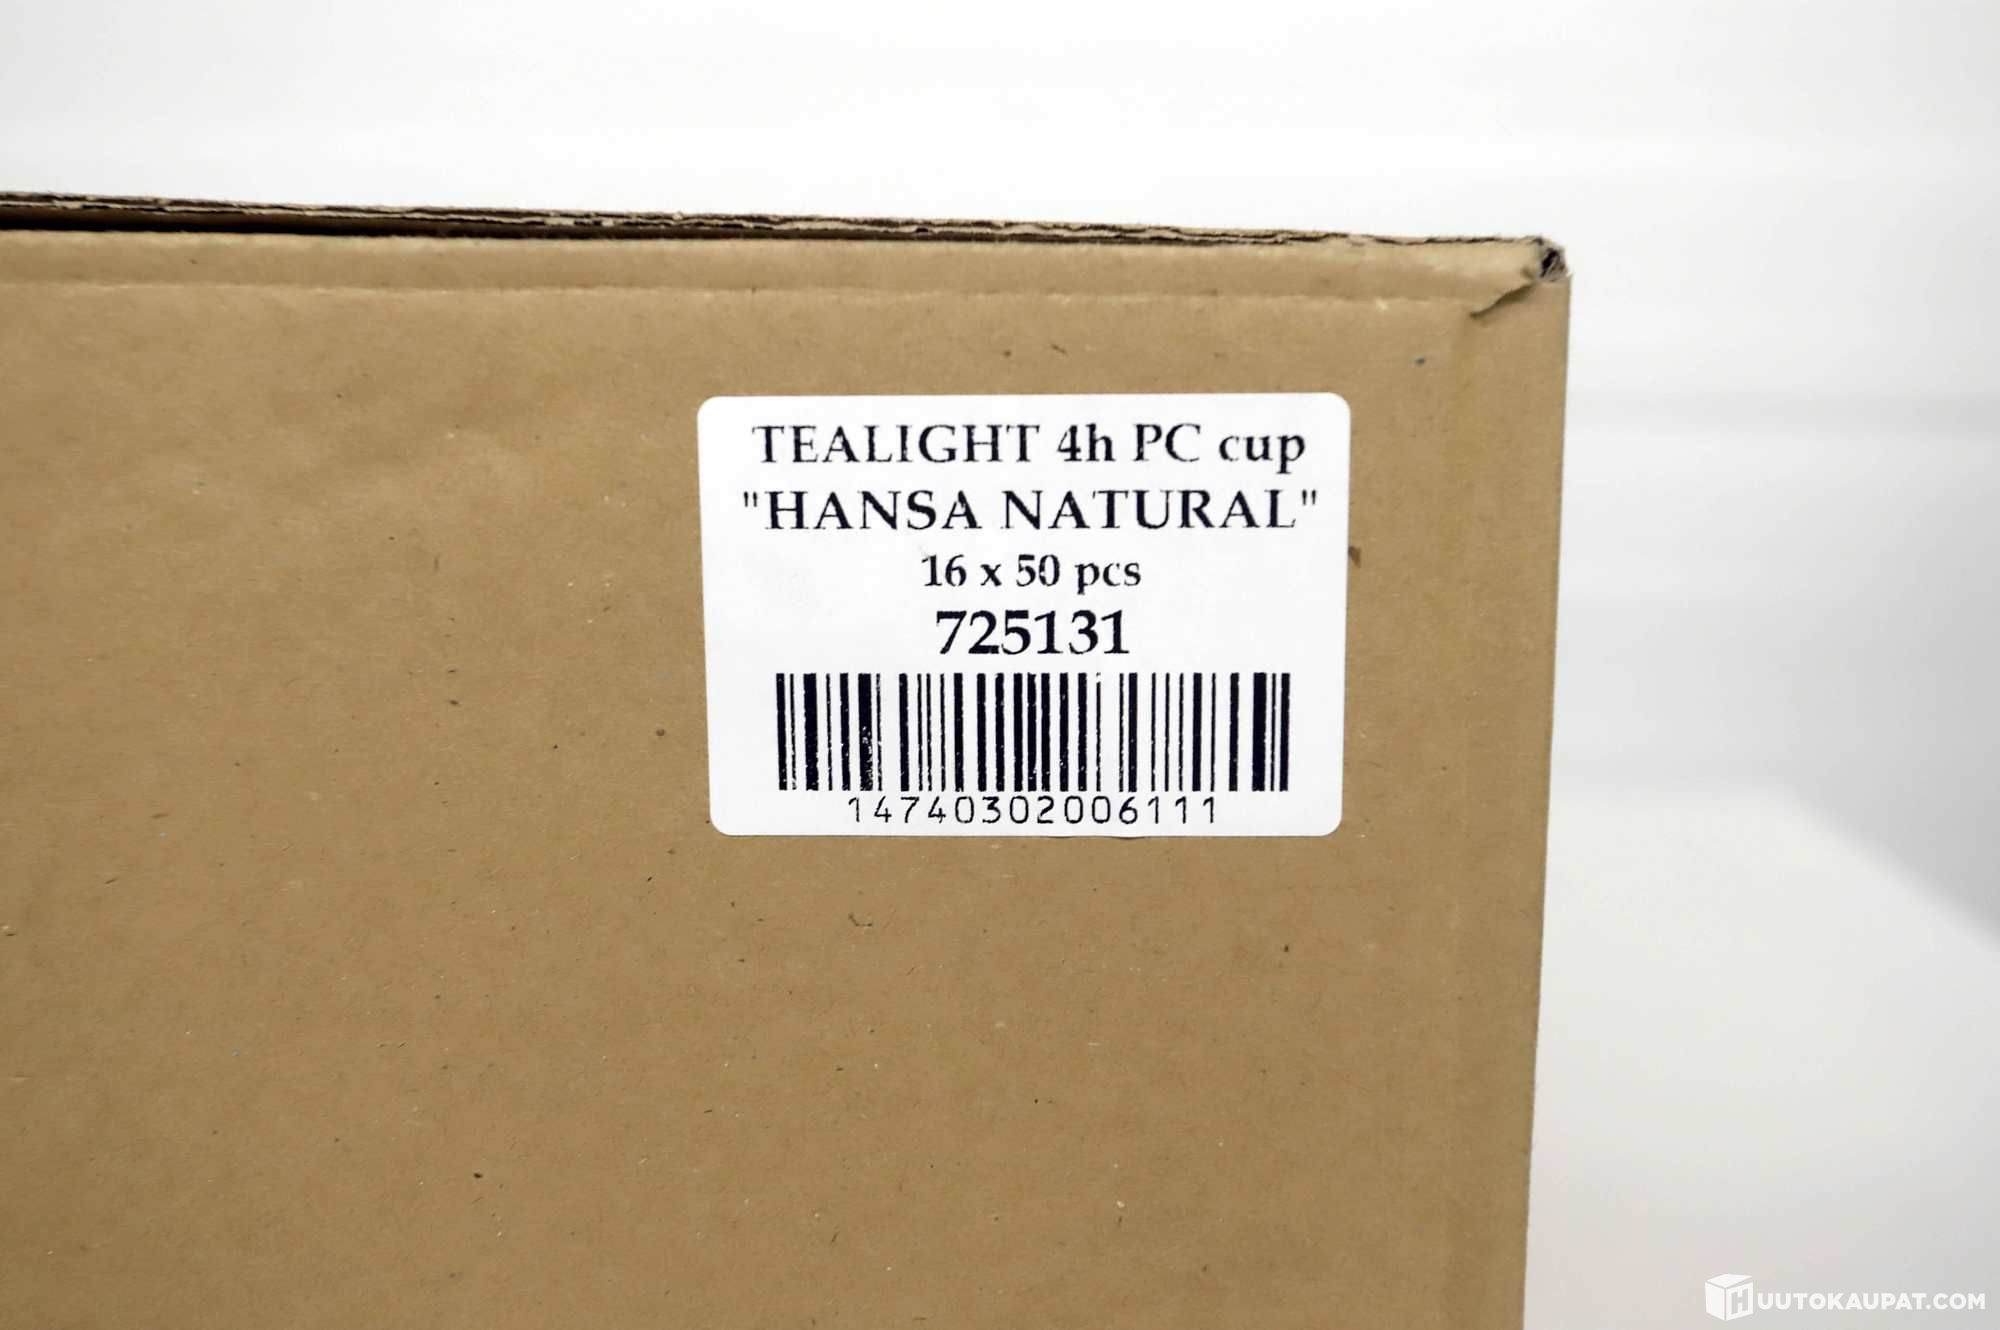 TEALIGHT 4h PC cup
"HANSA NATURAL"
16 x 50 pcs
725131
14740302006111
HUUTOKAUPAT.COM